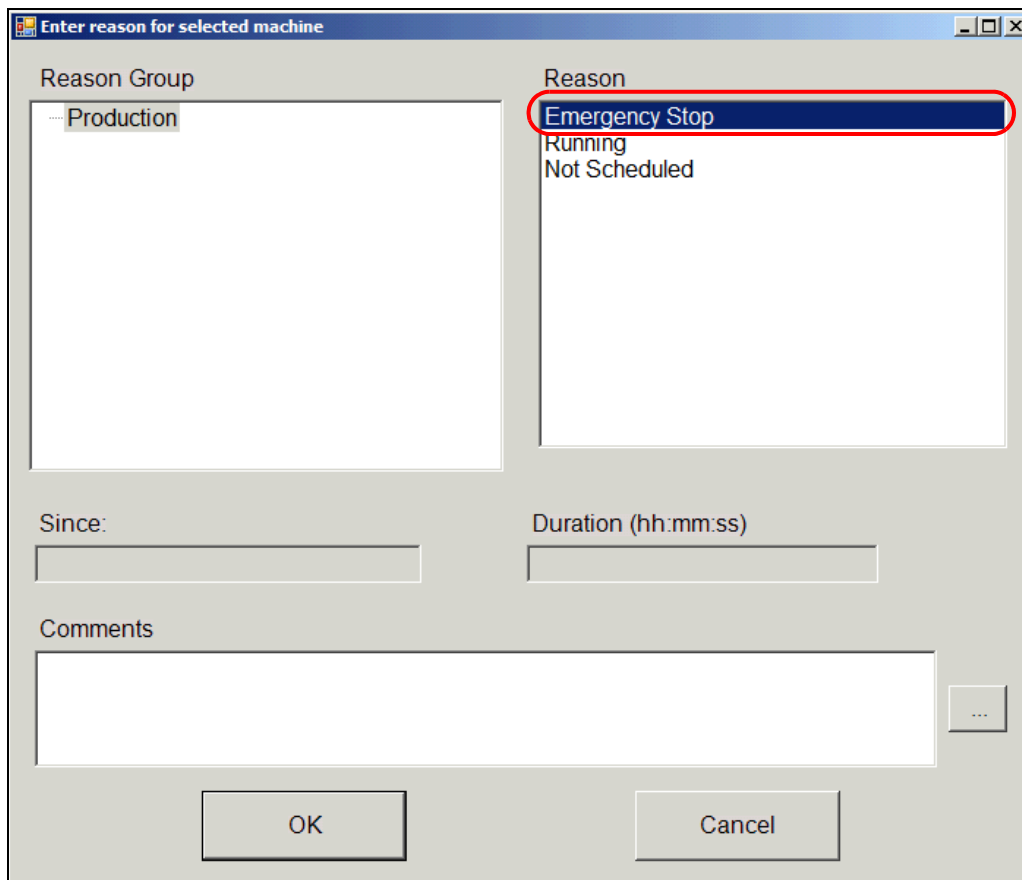 Enter reason for selected machine
Reason Group
Production
Reason
Emergency Stop
Running
Not Scheduled
Since:
Duration (hh:mm:ss)
Comments
...
OK
Cancel